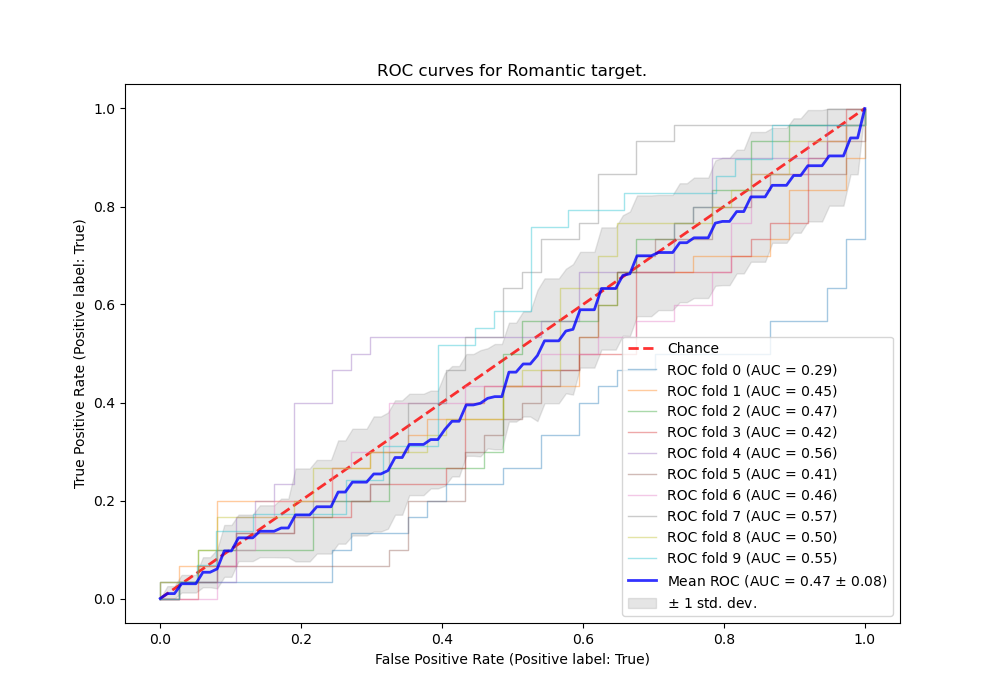 ROC curves for Romantic target.
True Positive Rate (Positive label: True)
1.0
0.8
0.6
0.4
0.2
0.0
Chance
ROC fold 0 (AUC = 0.29)
ROC fold 1 (AUC = 0.45)
ROC fold 2 (AUC = 0.47)
ROC fold 3 (AUC = 0.42)
ROC fold 4 (AUC = 0.56)
ROC fold 5 (AUC = 0.41)
ROC fold 6 (AUC = 0.46)
ROC fold 7 (AUC = 0.57)
ROC fold 8 (AUC = 0.50)
ROC fold 9 (AUC = 0.55)
Mean ROC (AUC = 0.47 ± 0.08)
± 1 std. dev.
0.0 0.2 0.4 0.6 0.8 1.0
False Positive Rate (Positive label: True)